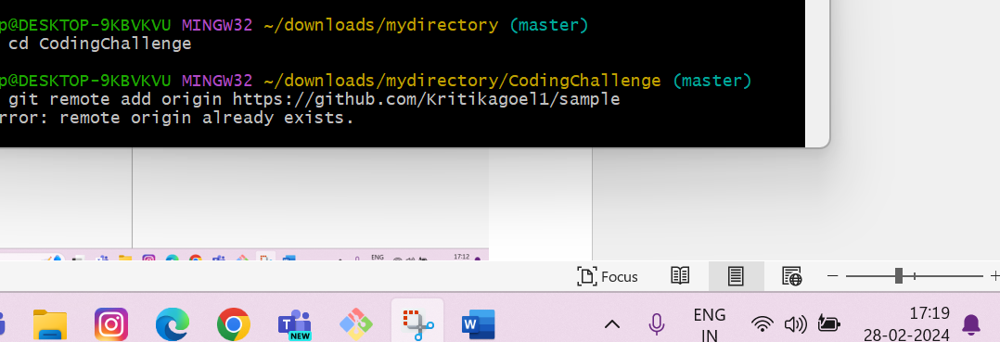 p@DESKTOP-9KBVKVU MINGW32 ~/downloads/mydirectory (master)
cd CodingChallenge
p@DESKTOP-9KBVKVU MINGW32 ~/downloads/mydirectory/CodingChallenge (master)
git remote add origin https://github.com/Kritikagoel1/sample
rror: remote origin already exists.
ENG
17:12
Focus
NEW
ENG
IN
17:19
28-02-2024